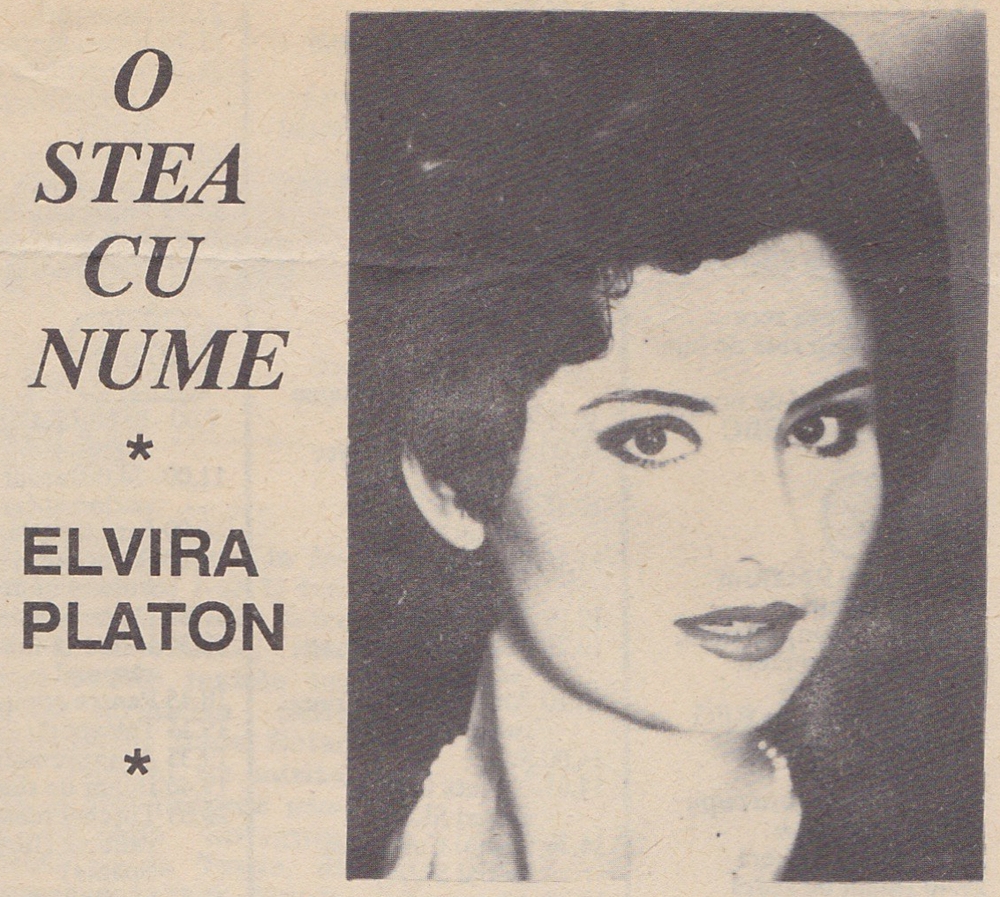 O
STEA
CU
NUME
*
ELVIRA
PLATON
*